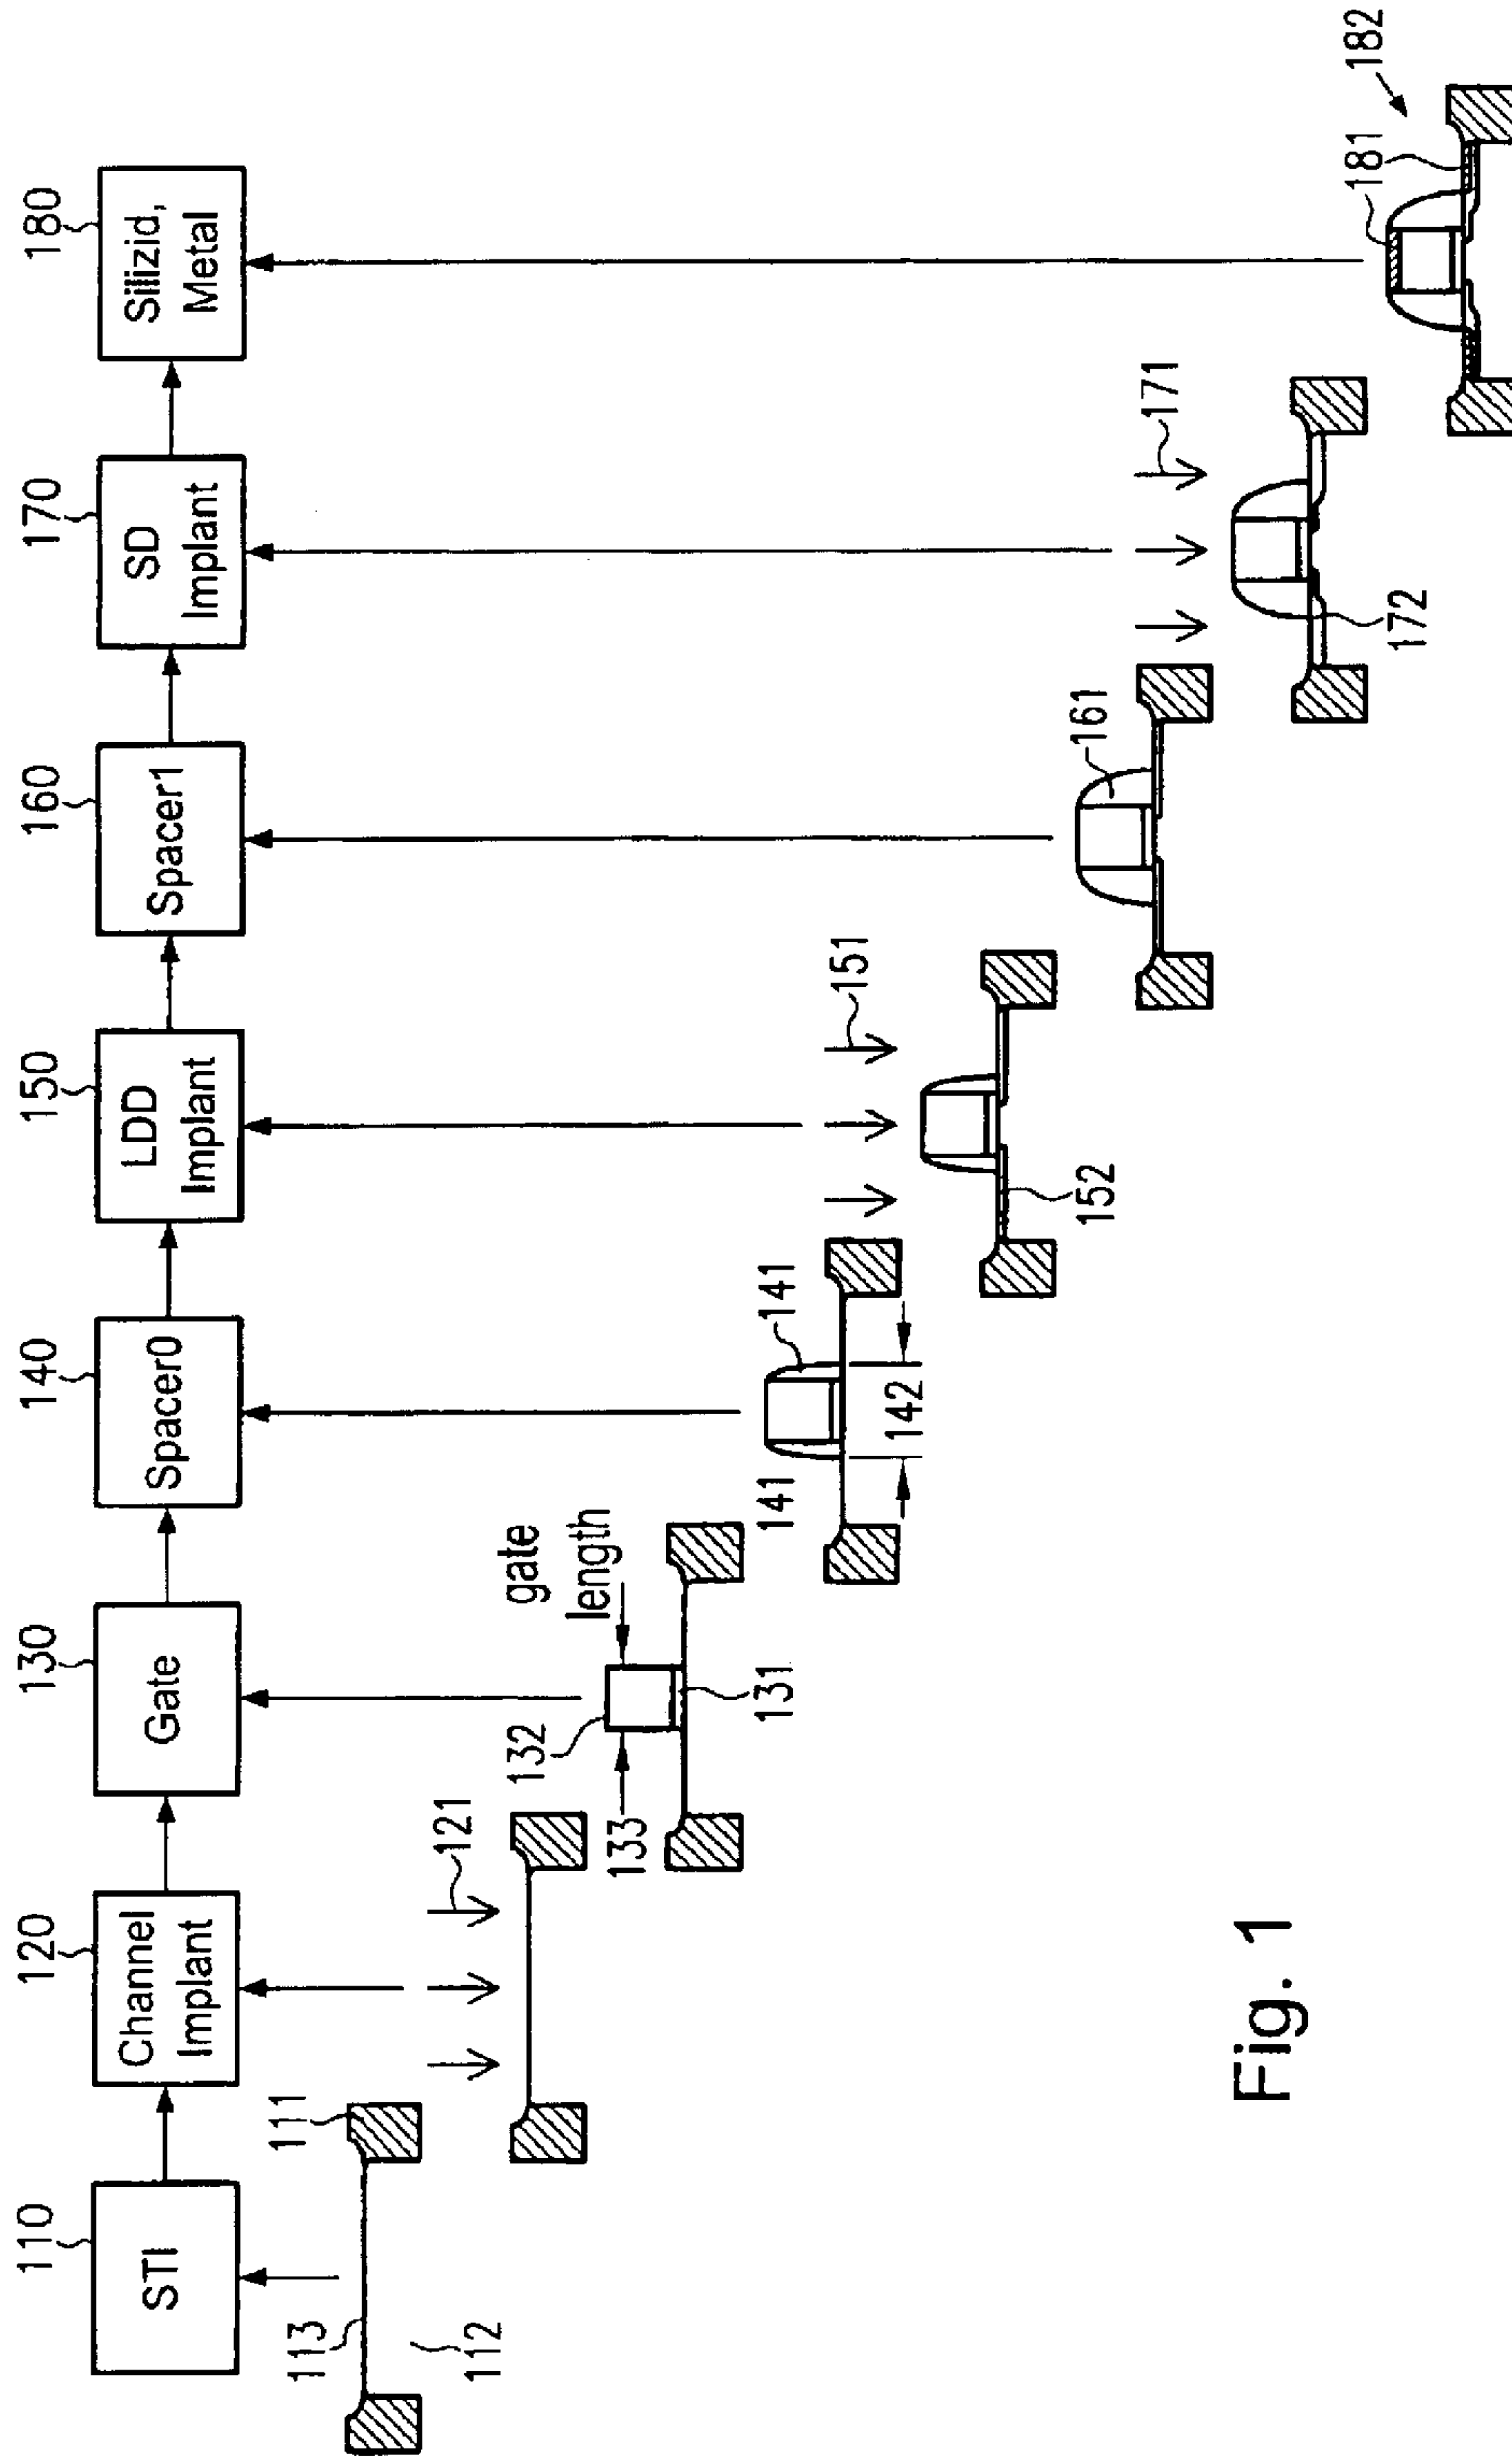 110
STI
120
Channel
Implant
130
Gate
140
Spacer0
150
LDD
Implant
160
Spacer1
170
SD
Implant
180
Silizid,
Metal
113
111
112
121
132
133
gate
length
131
141
141
142
151
152
161
171
172
181
182
Fig. 1